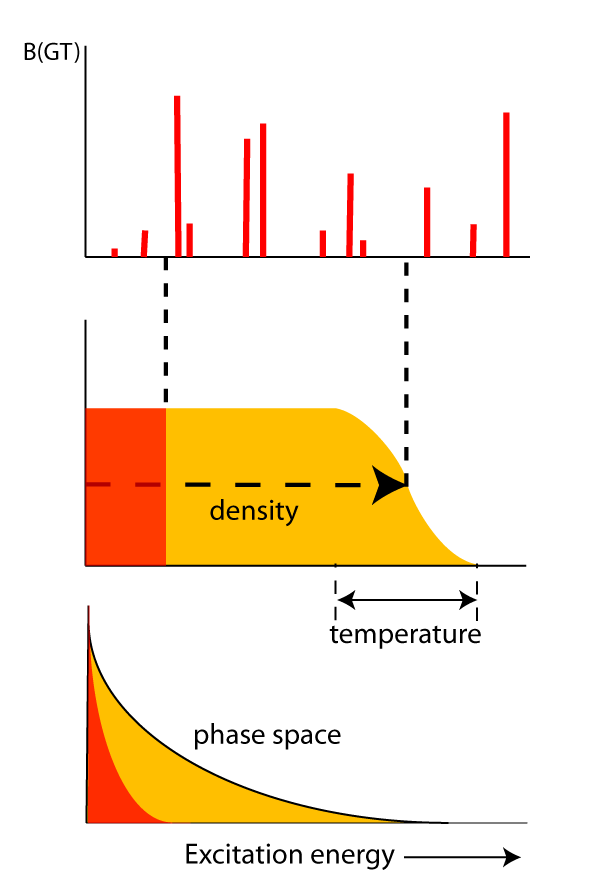 B(GT)
density
temperature
phase space
Excitation energy